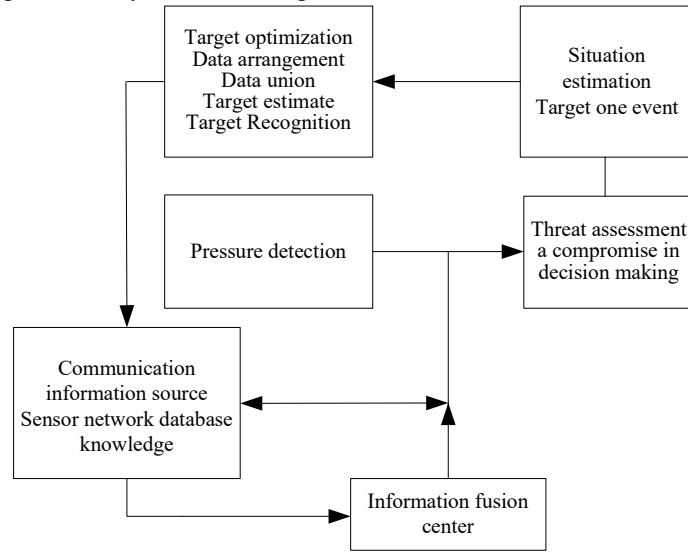 Target optimization
Data arrangement
Data union
Target estimate
Target Recognition
Situation
estimation
Target one event
Pressure detection
Threat assessment
a compromise in
decision making
Communication
information source
Sensor network database
knowledge
Information fusion
center